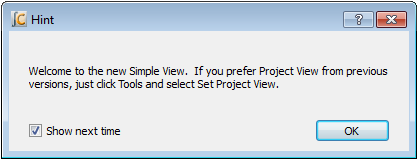 Hint
Welcome to the new Simple View.  If you prefer Project View from previous
versions, just click Tools and select Set Project View.
Show next time
OK